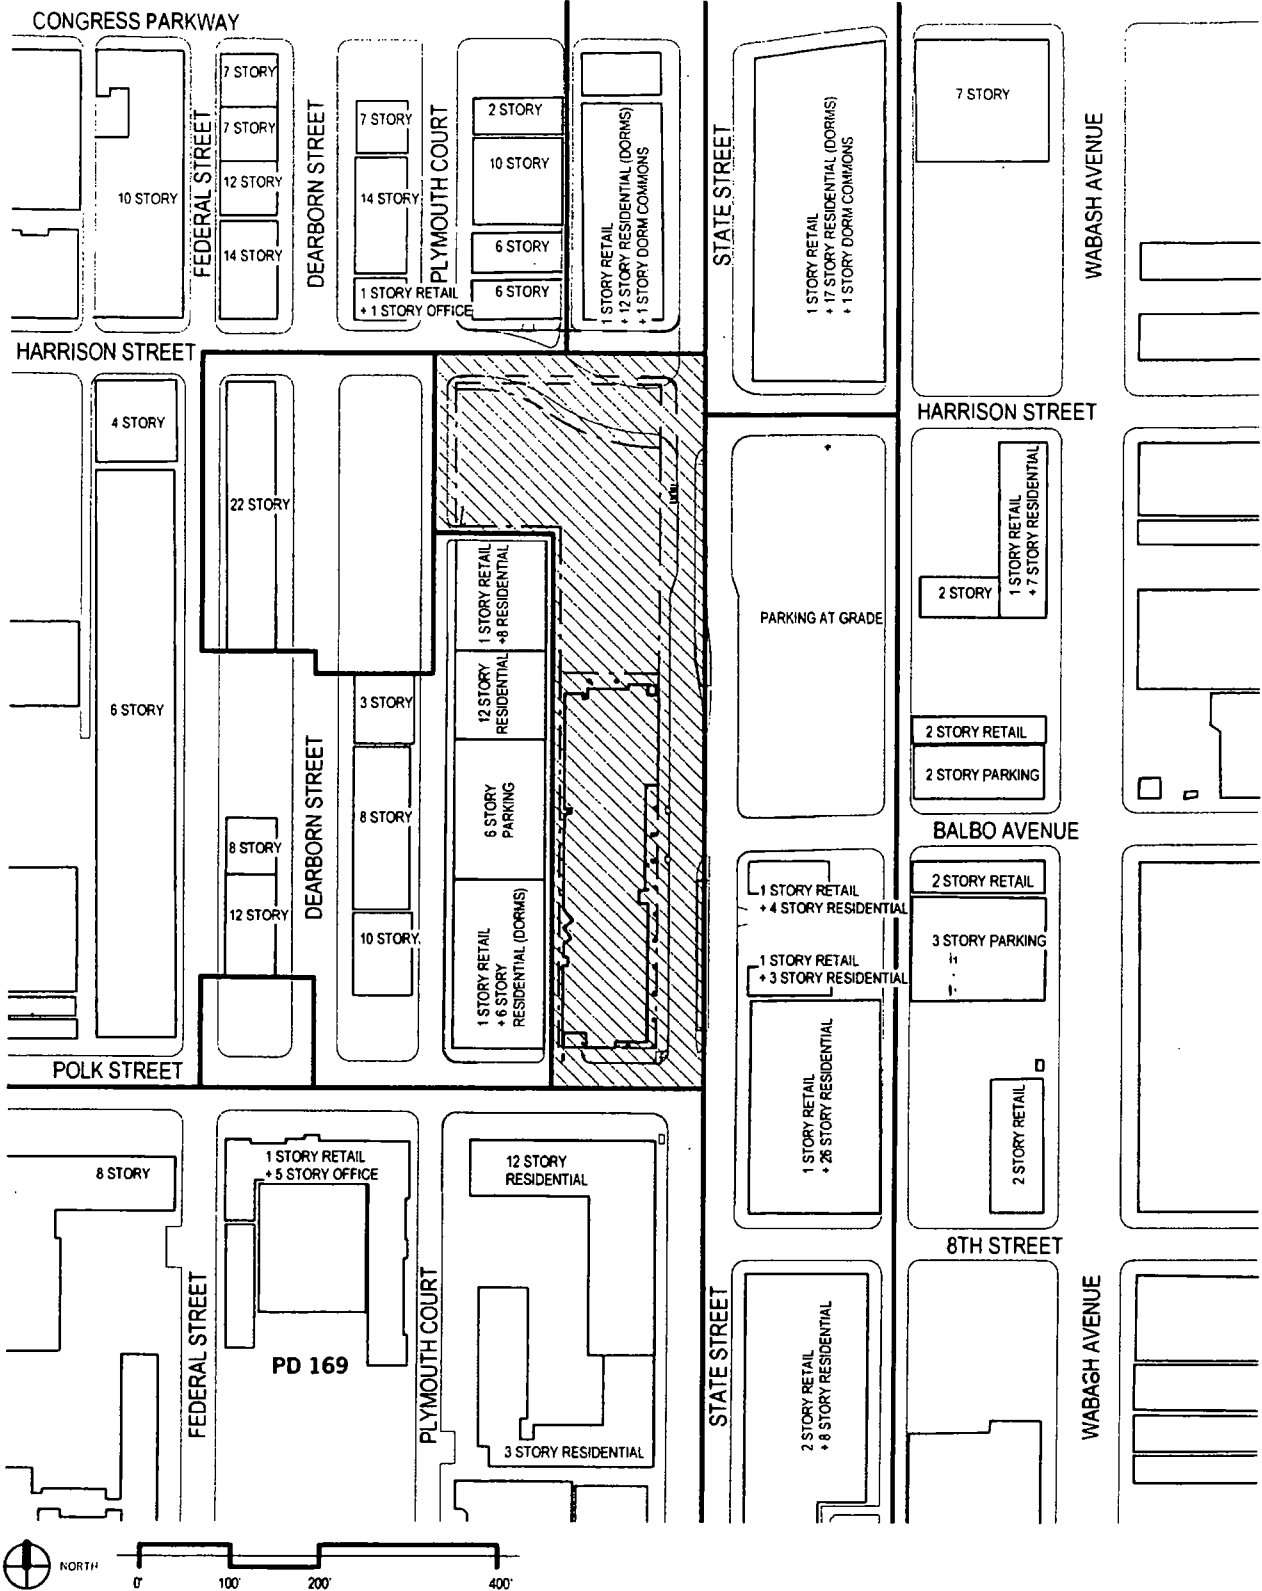 CONGRESS PARKWAY
7 STORY
7 STORY
12 STORY
14 STORY
10 STORY
FEDERAL STREET
DEARBORN STREET
7 STORY
14 STORY
1 STORY RETAIL
+ 1 STORY OFFICE
PLYMOUTH COURT
2 STORY
10 STORY
6 STORY
6 STORY
1 STORY RETAIL
+ 12 STORY RESIDENTIAL (DORMS)
+ 1 STORY DORM COMMONS
STATE STREET
1 STORY RETAIL
+ 17 STORY RESIDENTIAL (DORMS)
+ 1 STORY DORM COMMONS
7 STORY
WABASH AVENUE
HARRISON STREET
HARRISON STREET
4 STORY
22 STORY
6 STORY
1 STORY RETAIL
+8 RESIDENTIAL
12 STORY
RESIDENTIAL
6 STORY
PARKING
1 STORY RETAIL
+ 6 STORY
RESIDENTIAL (DORMS)
3 STORY
8 STORY
10 STORY
DEARBORN STREET
8 STORY
12 STORY
PARKING AT GRADE
1 STORY RETAIL
+ 7 STORY RESIDENTIAL
2 STORY
2 STORY RETAIL
2 STORY PARKING
BALBO AVENUE
1 STORY RETAIL
+ 4 STORY RESIDENTIAL
1 STORY RETAIL
+ 3 STORY RESIDENTIAL
2 STORY RETAIL
3 STORY PARKING
1 STORY RETAIL
+ 26 STORY RESIDENTIAL
2 STORY RETAIL
POLK STREET
8 STORY
1 STORY RETAIL
+ 5 STORY OFFICE
12 STORY
RESIDENTIAL
8TH STREET
FEDERAL STREET
PD 169
PLYMOUTH COURT
3 STORY RESIDENTIAL
STATE STREET
2 STORY RETAIL
+ 8 STORY RESIDENTIAL
WABASH AVENUE
NORTH
0' 100' 200' 400'